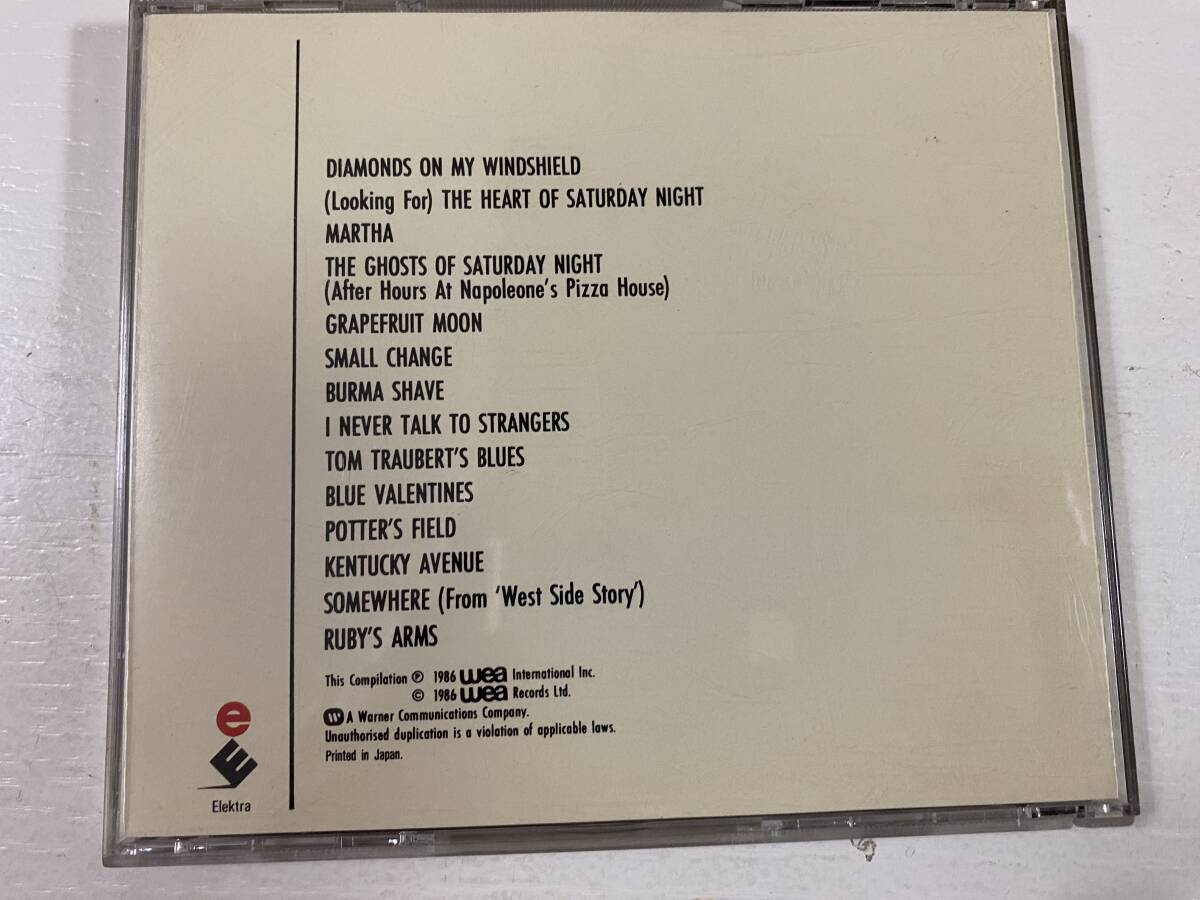 DIAMONDS ON MY WINDSHIELD
(Looking For) THE HEART OF SATURDAY NIGHT
MARTHA
THE GHOSTS OF SATURDAY NIGHT
(After Hours At Napoleone's Pizza House)
GRAPEFRUIT MOON
SMALL CHANGE
BURMA SHAVE
I NEVER TALK TO STRANGERS
TOM TRAUBERT'S BLUES
BLUE VALENTINES
POTTER'S FIELD
KENTUCKY AVENUE
SOMEWHERE (From 'West Side Story')
RUBY'S ARMS
This Compilation ℗ 1986 wea International Inc.
© 1986 wea Records Ltd.
W A Warner Communications Company.
Unauthorised duplication is a violation of applicable laws.
Printed in Japan.
e
E
Elektra